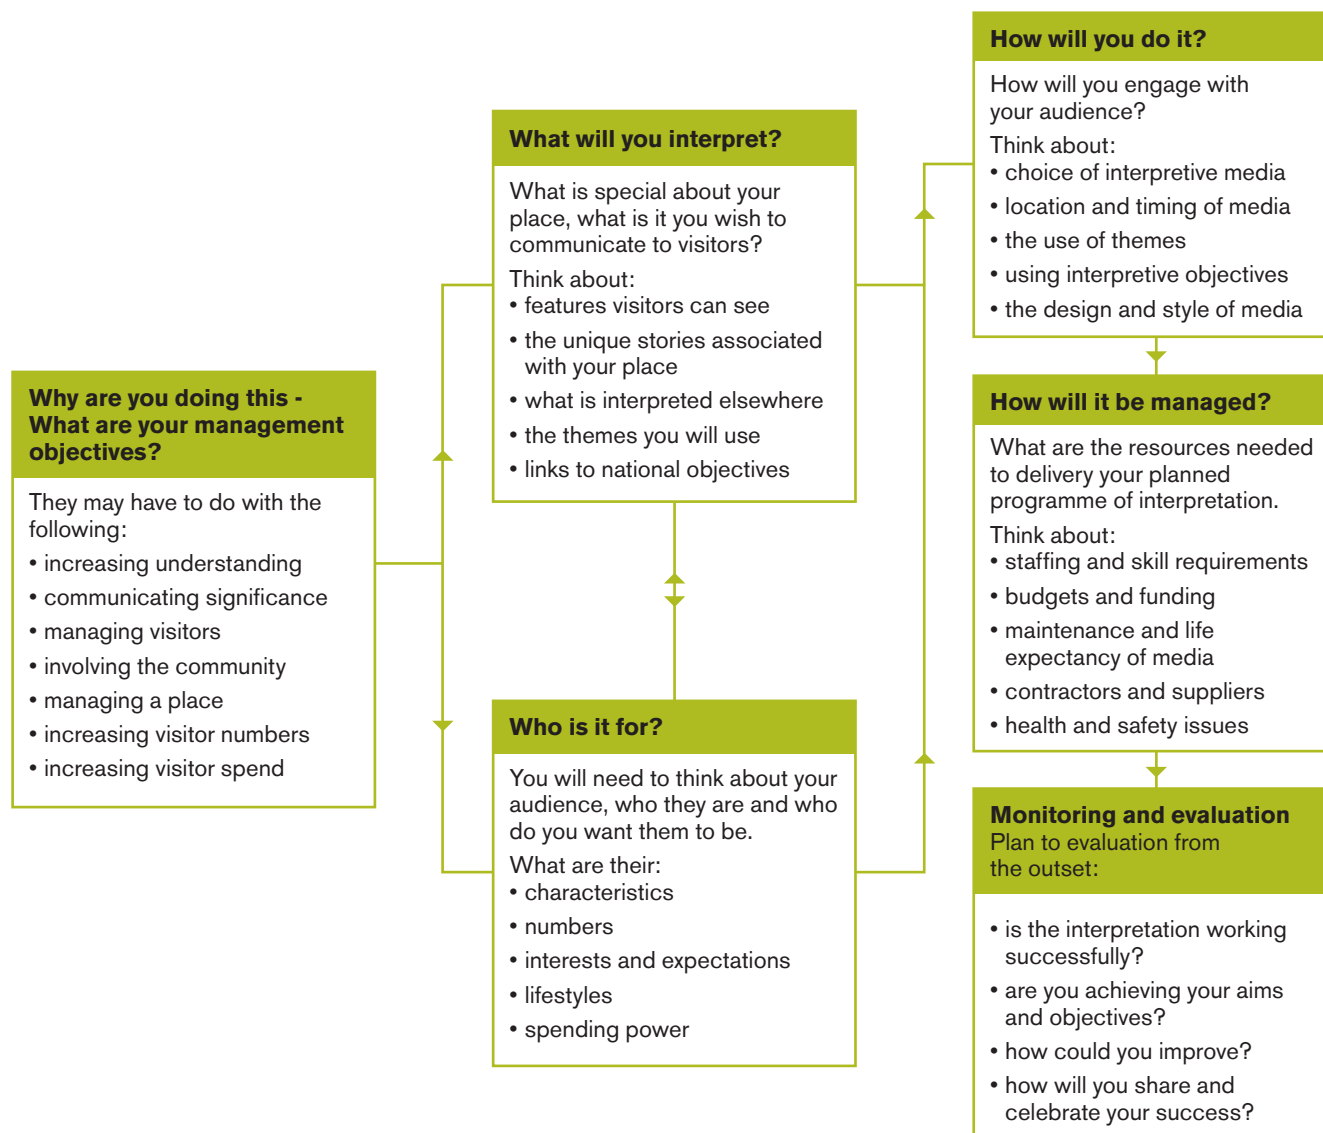 Why are you doing this -
What are your management
objectives?
They may have to do with the
following:
• increasing understanding
• communicating significance
• managing visitors
• involving the community
• managing a place
• increasing visitor numbers
• increasing visitor spend
What will you interpret?
What is special about your
place, what is it you wish to
communicate to visitors?
Think about:
• features visitors can see
• the unique stories associated
with your place
• what is interpreted elsewhere
• the themes you will use
• links to national objectives
Who is it for?
You will need to think about your
audience, who they are and who
do you want them to be.
What are their:
• characteristics
• numbers
• interests and expectations
• lifestyles
• spending power
How will you do it?
How will you engage with
your audience?
Think about:
• choice of interpretive media
• location and timing of media
• the use of themes
• using interpretive objectives
• the design and style of media
How will it be managed?
What are the resources needed
to delivery your planned
programme of interpretation.
Think about:
• staffing and skill requirements
• budgets and funding
• maintenance and life
expectancy of media
• contractors and suppliers
• health and safety issues
Monitoring and evaluation
Plan to evaluation from
the outset:
• is the interpretation working
successfully?
• are you achieving your aims
and objectives?
• how could you improve?
• how will you share and
celebrate your success?